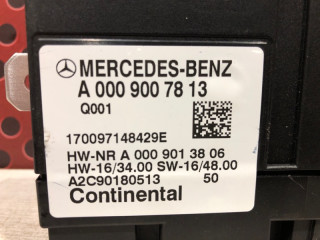 MERCEDES-BENZ
A 000 900 78 13
Q001
170097148429E
HW-NR A 000 901 38 06
HW-16/34.00 SW-16/48.00
A2C90180513 50
Continental